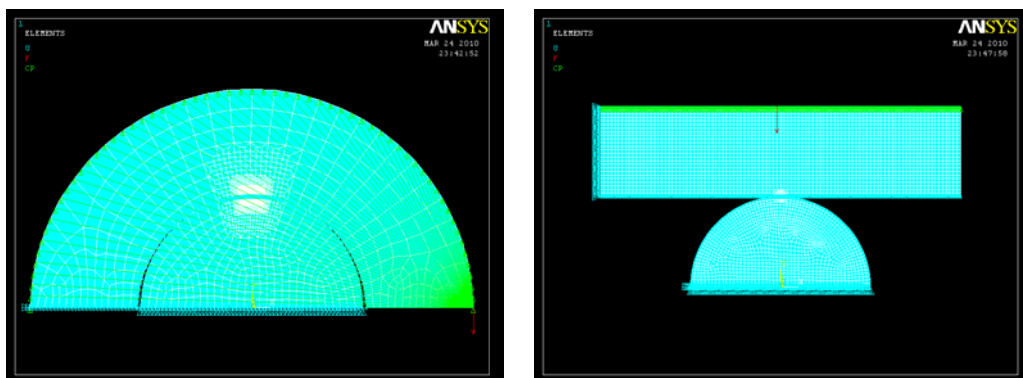 1
ELEMENTS
U
F
CP
ANSYS
MAR 24 2010
23:42:52
1
ELEMENTS
U
F
CP
ANSYS
MAR 24 2010
23:47:58